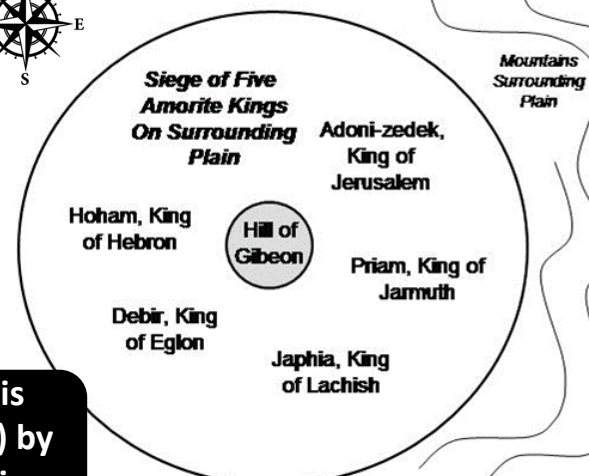 E
S
Siege of Five
Amorite Kings
On Surrounding
Plain
Mountains
Surrounding
Plain
Adoni-zedek,
King of
Jerusalem
Hoham, King
of Hebron
Hill of
Gibeon
Priam, King of
Jarmuth
Debir, King
of Eglon
Japhia, King
of Lachish
is
) by